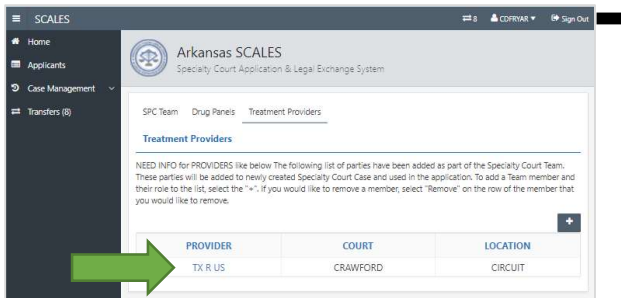 SCALES
8 CDFRYAR Sign Out
Home
Applicants
Case Management
Transfers (8)
Arkansas SCALES
Specialty Court Application & Legal Exchange System
SPC Team Drug Panels Treatment Providers
Treatment Providers
NEED INFO for PROVIDERS like below The following list of parties have been added as part of the Specialty Court Team.
These parties will be added to newly created Specialty Court Case and used in the application. To add a Team member and
their role to the list, select the "+". If you would like to remove a member, select "Remove" on the row of the member that
you would like to remove.
+
PROVIDER COURT LOCATION
TX R US CRAWFORD CIRCUIT